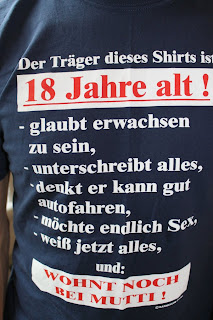 Der Träger dieses Shirts ist
18 Jahre alt !
- glaubt erwachsen
zu sein,
- unterschreibt alles,
- denkt er kann gut
autofahren,
- möchte endlich Sex,
- weiß jetzt alles,
und:
WOHNT NOCH
BEI MUTTI !